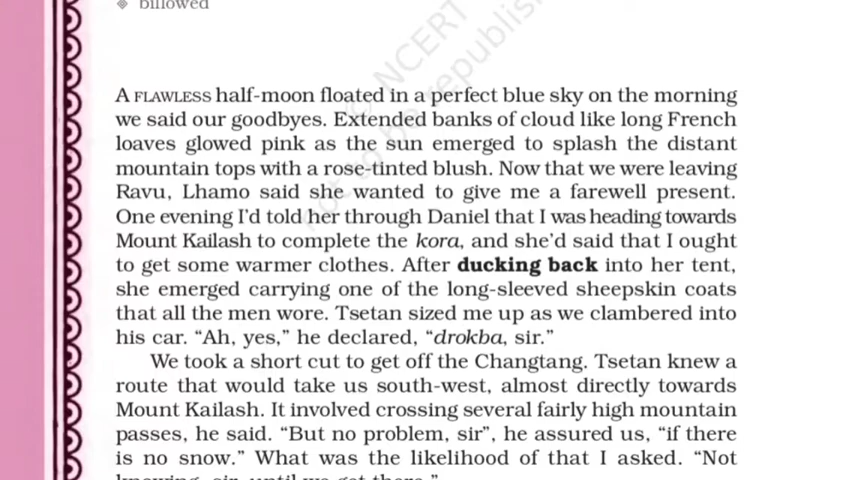 ❖ billowed
© NCERT
not to be republish
A FLAWLESS half-moon floated in a perfect blue sky on the morning
we said our goodbyes. Extended banks of cloud like long French
loaves glowed pink as the sun emerged to splash the distant
mountain tops with a rose-tinted blush. Now that we were leaving
Ravu, Lhamo said she wanted to give me a farewell present.
One evening I'd told her through Daniel that I was heading towards
Mount Kailash to complete the kora, and she'd said that I ought
to get some warmer clothes. After ducking back into her tent,
she emerged carrying one of the long-sleeved sheepskin coats
that all the men wore. Tsetan sized me up as we clambered into
his car. “Ah, yes,” he declared, “drokba, sir.”
We took a short cut to get off the Changtang. Tsetan knew a
route that would take us south-west, almost directly towards
Mount Kailash. It involved crossing several fairly high mountain
passes, he said. “But no problem, sir”, he assured us, “if there
is no snow.” What was the likelihood of that I asked. “Not
knowing, sir, until we get there.”